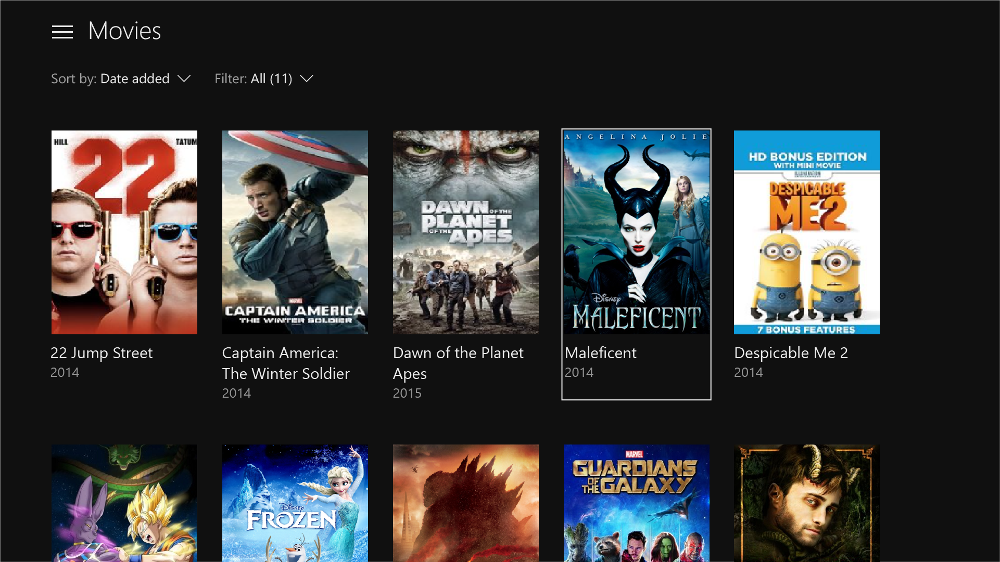 Movies
Sort by: Date added
Filter: All (11)
HILL
TATUM
22
MARVEL
CAPTAIN AMERICA
THE WINTER SOLDIER
DAWN OF THE
PLANET
OF THE APES
ANGELINA JOLIE
Disney
MALEFICENT
HD BONUS EDITION
WITH MINI MOVIE
ILLUMINATION
DESPICABLE
ME 2
7 BONUS FEATURES
22 Jump Street
2014
Captain America:
The Winter Soldier
2014
Dawn of the Planet
Apes
2015
Maleficent
2014
Despicable Me 2
2014
Disney
FROZEN
MARVEL
GUARDIANS
OF THE GALAXY